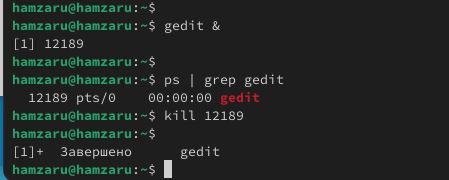 hamzaru@hamzaru:~$
hamzaru@hamzaru:~$ gedit &
[1] 12189
hamzaru@hamzaru:~$
hamzaru@hamzaru:~$ ps | grep gedit
  12189 pts/0    00:00:00 gedit
hamzaru@hamzaru:~$ kill 12189
hamzaru@hamzaru:~$
[1]+  Завершено      gedit
hamzaru@hamzaru:~$